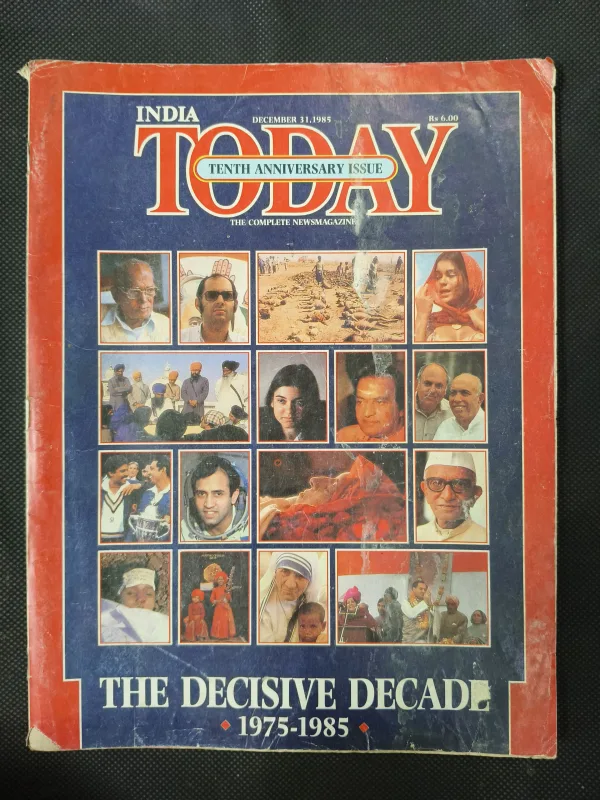 INDIA
DECEMBER 31,1985
Rs 6.00
TODAY
TENTH ANNIVERSARY ISSUE
THE COMPLETE NEWSMAGAZINE
THE DECISIVE DECADE
1975-1985